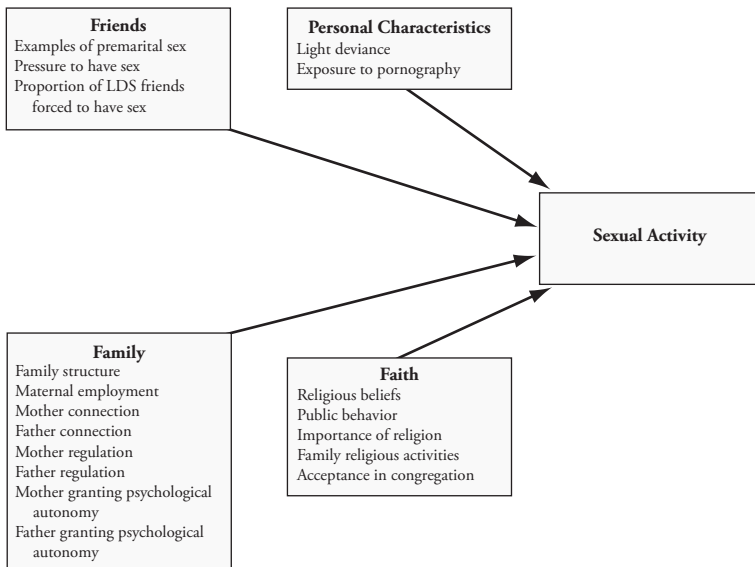 Friends
Examples of premarital sex
Pressure to have sex
Proportion of LDS friends
forced to have sex
Personal Characteristics
Light deviance
Exposure to pornography
Sexual Activity
Family
Family structure
Maternal employment
Mother connection
Father connection
Mother regulation
Father regulation
Mother granting psychological
autonomy
Father granting psychological
autonomy
Faith
Religious beliefs
Public behavior
Importance of religion
Family religious activities
Acceptance in congregation